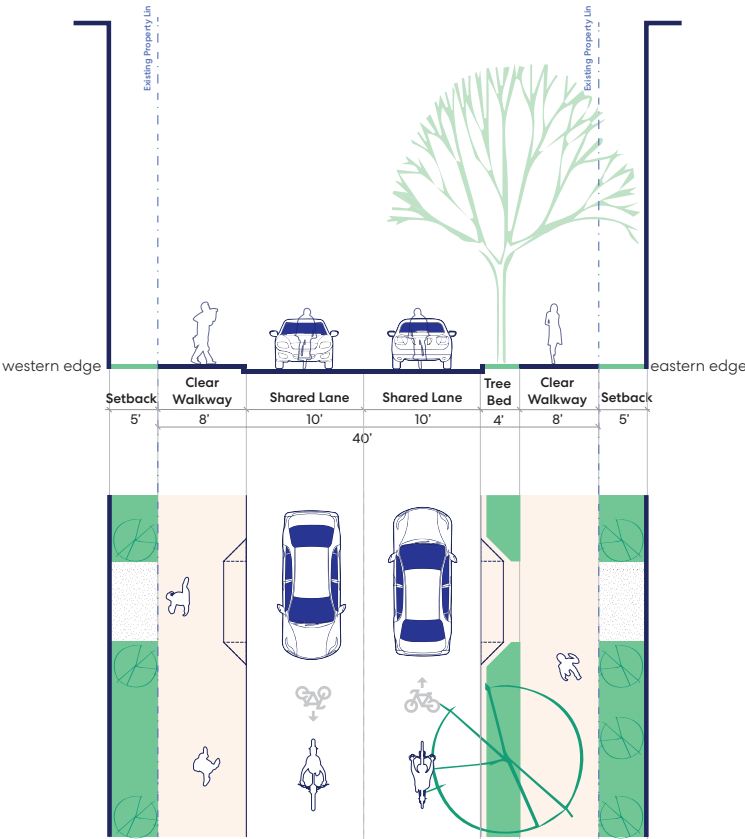 Existing Property Lin
Existing Property Lin
western edge
eastern edge
Setback
Clear
Walkway
Shared Lane
Shared Lane
Tree
Bed
Clear
Walkway
Setback
5'
8'
10'
10'
4'
8'
5'
40'